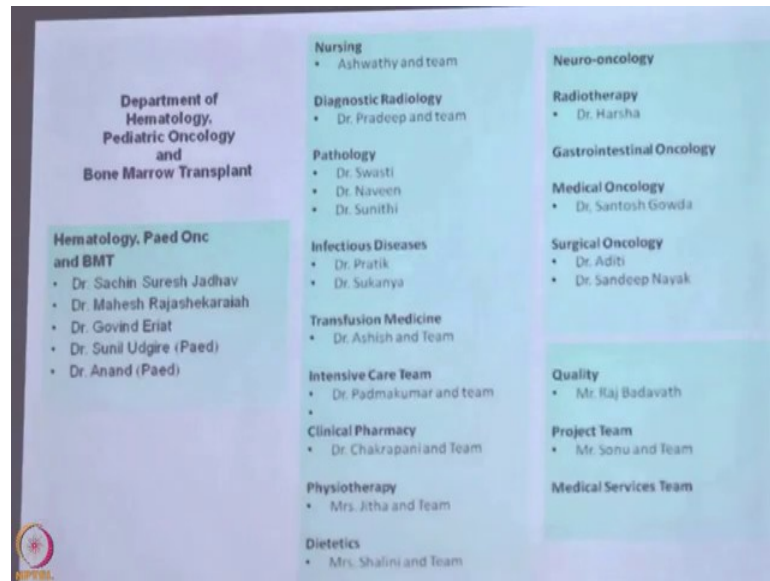 Department of
Hematology,
Pediatric Oncology
and
Bone Marrow Transplant
Hematology, Paed Onc
and BMT
• Dr. Sachin Suresh Jadhav
• Dr. Mahesh Rajashekaraiah
• Dr. Govind Eriat
• Dr. Sunil Udgire (Paed)
• Dr. Anand (Paed)
Nursing
• Ashwathy and team
Diagnostic Radiology
• Dr. Pradeep and team
Pathology
• Dr. Swasti
• Dr. Naveen
• Dr. Sunithi
Infectious Diseases
• Dr. Pratik
• Dr. Sukanya
Transfusion Medicine
• Dr. Ashish and Team
Intensive Care Team
• Dr. Padmakumar and team
•
Clinical Pharmacy
• Dr. Chakrapani and Team
Physiotherapy
• Mrs. Jitha and Team
Dietetics
• Mrs. Shalini and Team
Neuro-oncology
Radiotherapy
• Dr. Harsha
Gastrointestinal Oncology
Medical Oncology
• Dr. Santosh Gowda
Surgical Oncology
• Dr. Aditi
• Dr. Sandeep Nayak
Quality
• Mr. Raj Badavath
Project Team
• Mr. Sonu and Team
Medical Services Team
NPTEL